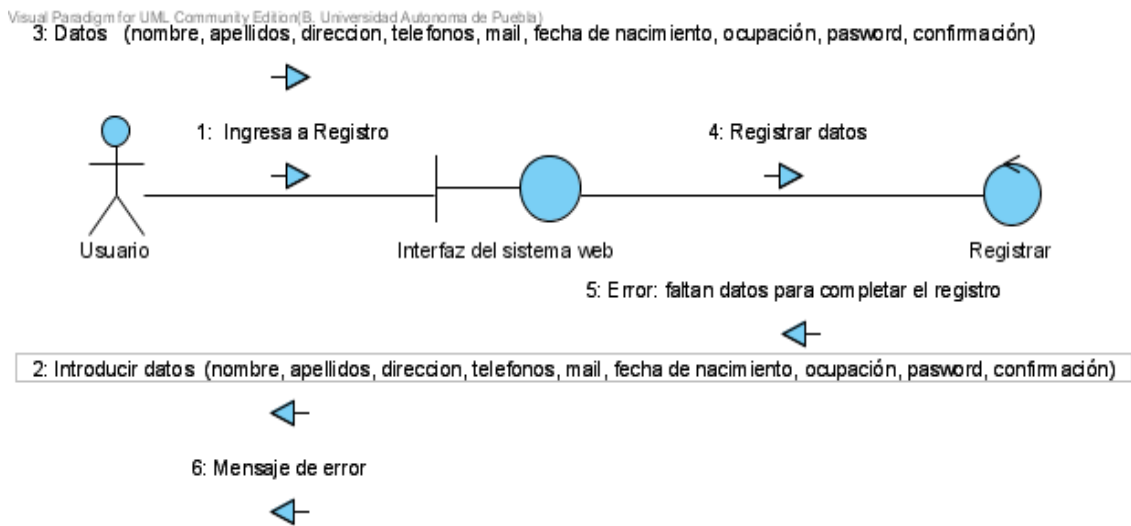 Visual Paradigm for UML Community Edition(B. Universidad Autonoma de Puebla)
3: Datos (nombre, apellidos, direccion, telefonos, mail, fecha de nacimiento, ocupación, pasword, confirmación)
1: Ingresa a Registro
4: Registrar datos
Usuario
Interfaz del sistema web
Registrar
5: Error: faltan datos para completar el registro
2: Introducir datos (nombre, apellidos, direccion, telefonos, mail, fecha de nacimiento, ocupación, pasword, confirmación)
6: Mensaje de error